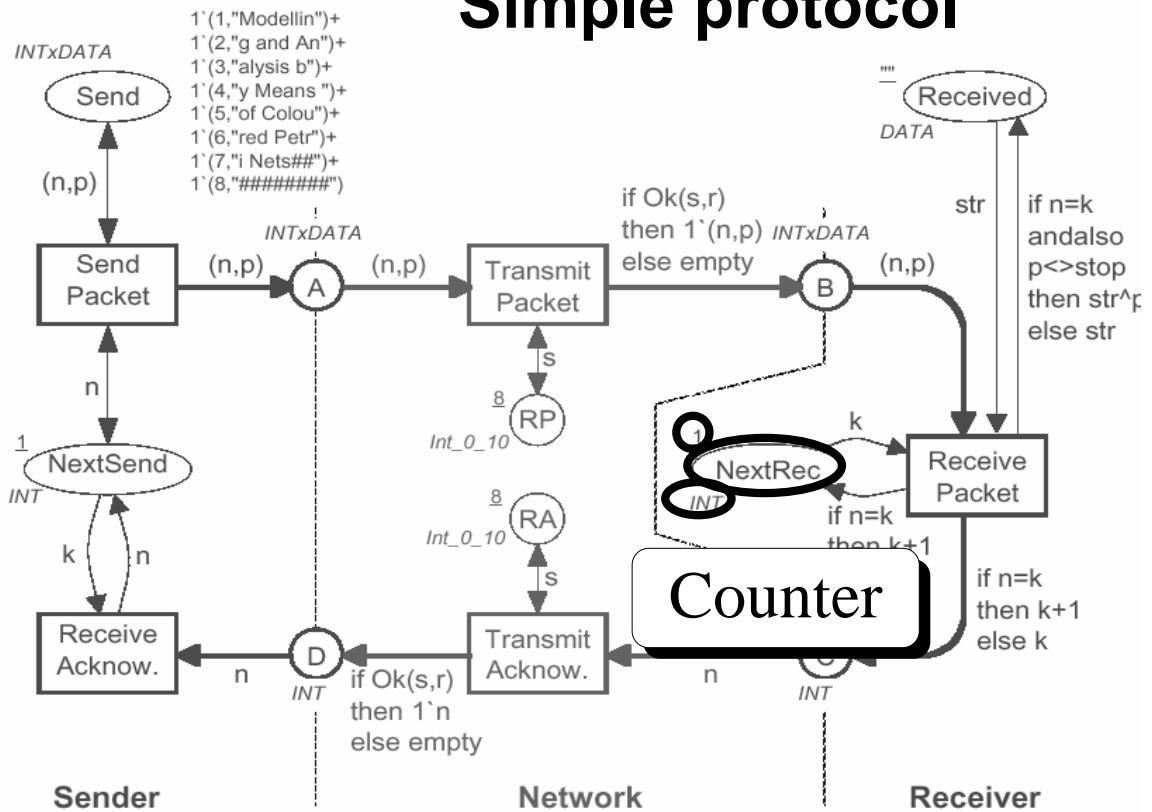 Simple protocol
1`(1,"Modellin")+
1`(2,"g and An")+
1`(3,"alysis b")+
1`(4,"y Means ")+
1`(5,"of Colou")+
1`(6,"red Petr")+
1`(7,"i Nets##")+
1`(8,"########")
INTxDATA
Send
(n,p)
Send
Packet
(n,p)
INTxDATA
A
(n,p)
Transmit
Packet
if Ok(s,r)
then 1`(n,p)
else empty
INTxDATA
B
(n,p)
""
Received
DATA
str
if n=k
andalso
p<>stop
then str^p
else str
n
1
NextSend
INT
s
8
RP
Int_0_10
8
RA
Int_0_10
s
1
NextRec
INT
k
Receive
Packet
if n=k
then k+1
Counter
if n=k
then k+1
else k
k
n
Receive
Acknow.
n
D
INT
if Ok(s,r)
then 1`n
else empty
Transmit
Acknow.
n
INT
Sender
Network
Receiver